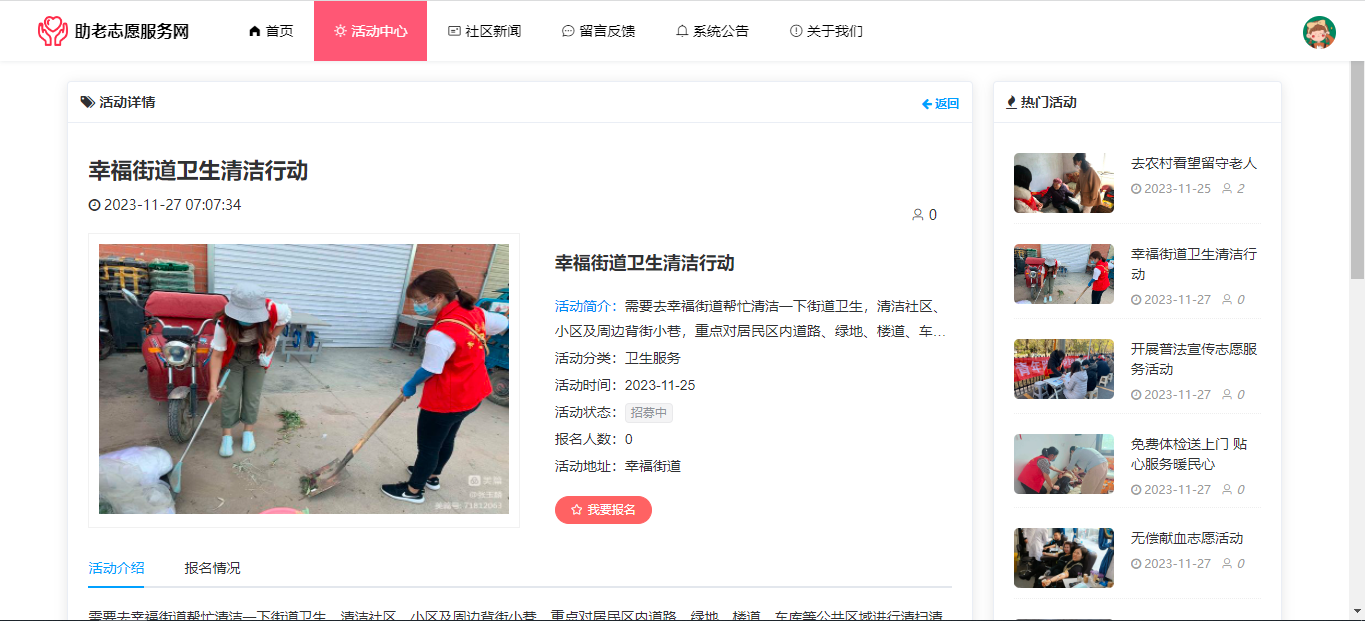 助老志愿服务网
首页
活动中心
社区新闻
留言反馈
系统公告
关于我们
活动详情
返回
幸福街道卫生清洁行动
2023-11-27 07:07:34
0
美篇
@张玉麟
美篇号: 71812063
幸福街道卫生清洁行动
活动简介：需要去幸福街道帮忙清洁一下街道卫生，清洁社区、
小区及周边背街小巷，重点对居民区内道路、绿地、楼道、车...
活动分类：卫生服务
活动时间：2023-11-25
活动状态：招募中
报名人数：0
活动地址：幸福街道
我要报名
活动介绍
报名情况
需要去幸福街道帮忙清洁一下街道卫生，清洁社区、小区及周边背街小巷，重点对居民区内道路、绿地、楼道、车库等公共区域进行清扫清
热门活动
去农村看望留守老人
2023-11-25 2
幸福街道卫生清洁行
动
2023-11-27 0
开展普法宣传志愿服
务活动
2023-11-27 0
免费体检送上门 贴
心服务暖民心
2023-11-27 0
无偿献血志愿活动
2023-11-27 0